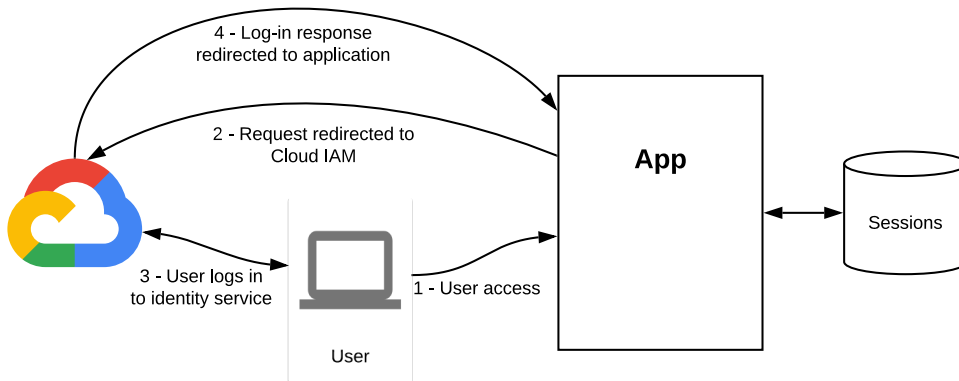 4 - Log-in response
redirected to application
2 - Request redirected to
Cloud IAM
App
Sessions
3 - User logs in
to identity service
1 - User access
User